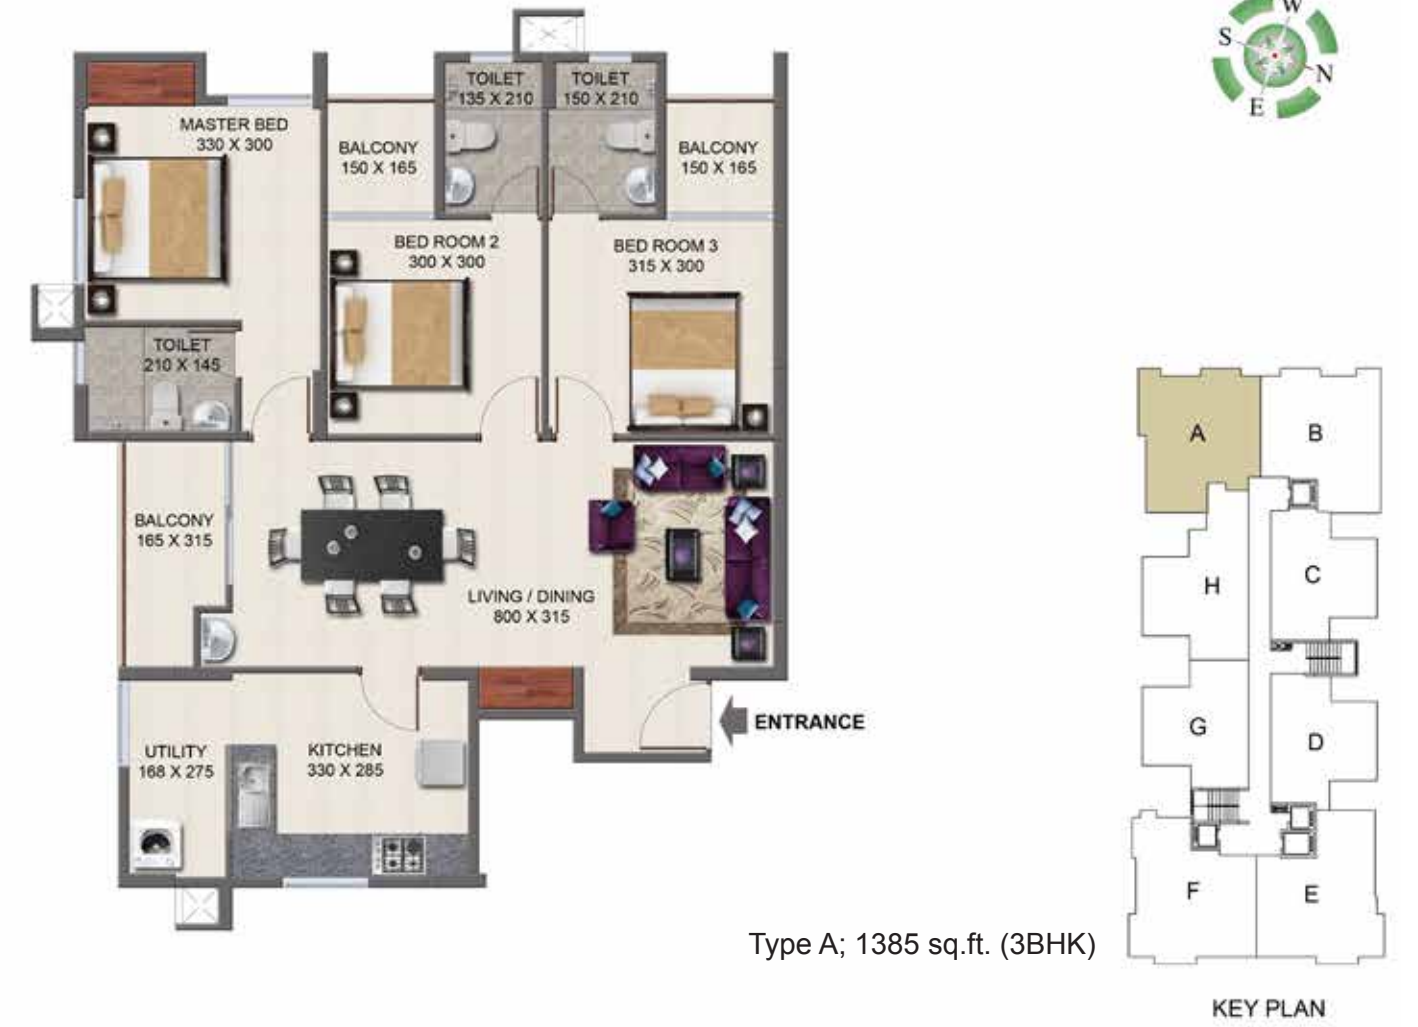 W
S
N
E
TOILET
135 X 210
TOILET
150 X 210
MASTER BED
330 X 300
BALCONY
150 X 165
BALCONY
150 X 165
BED ROOM 2
300 X 300
BED ROOM 3
315 X 300
TOILET
210 X 145
BALCONY
165 X 315
LIVING / DINING
800 X 315
ENTRANCE
UTILITY
168 X 275
KITCHEN
330 X 285
A
B
H
C
G
D
F
E
Type A; 1385 sq.ft. (3BHK)
KEY PLAN